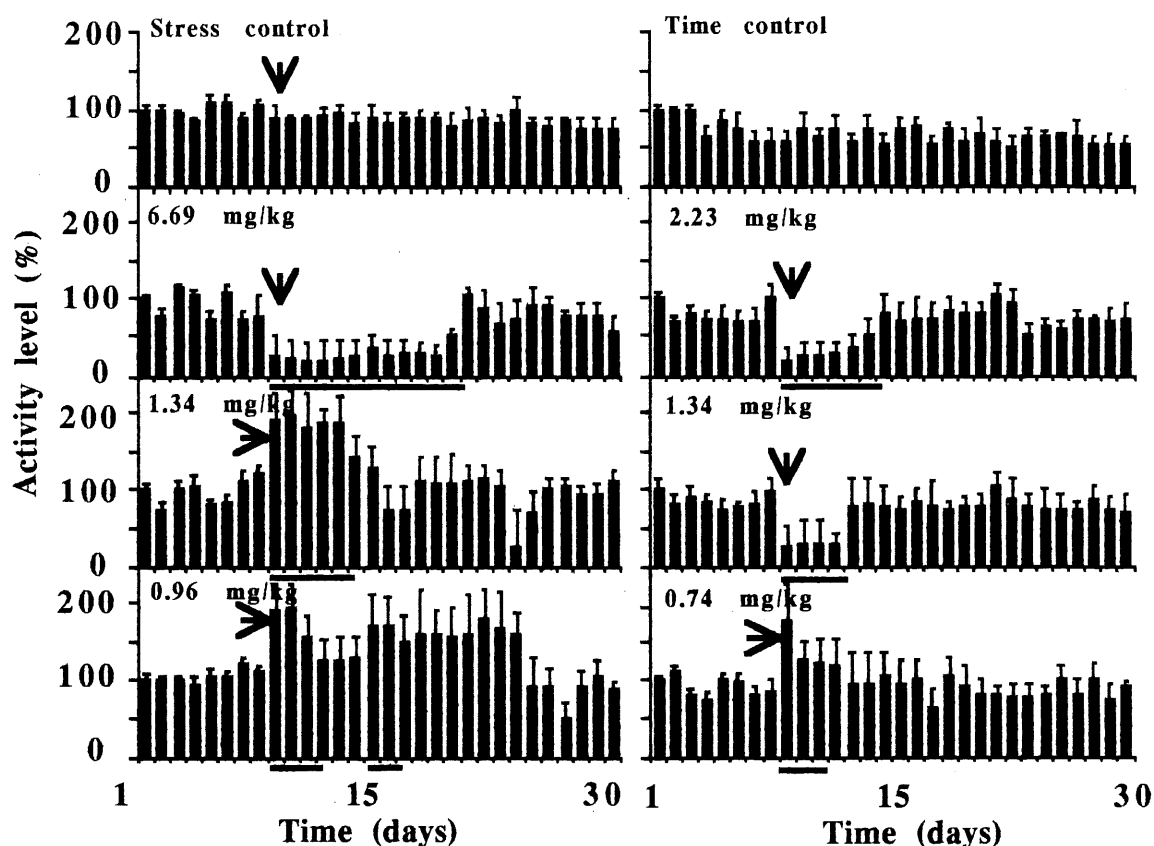 Activity level (%)
200
100
0
Stress control
Time control
200
100
0
6.69 mg/kg
2.23 mg/kg
200
100
0
1.34 mg/kg
1.34 mg/kg
200
100
0
0.96 mg/kg
0.74 mg/kg
1 15 30
1 15 30
Time (days)
Time (days)